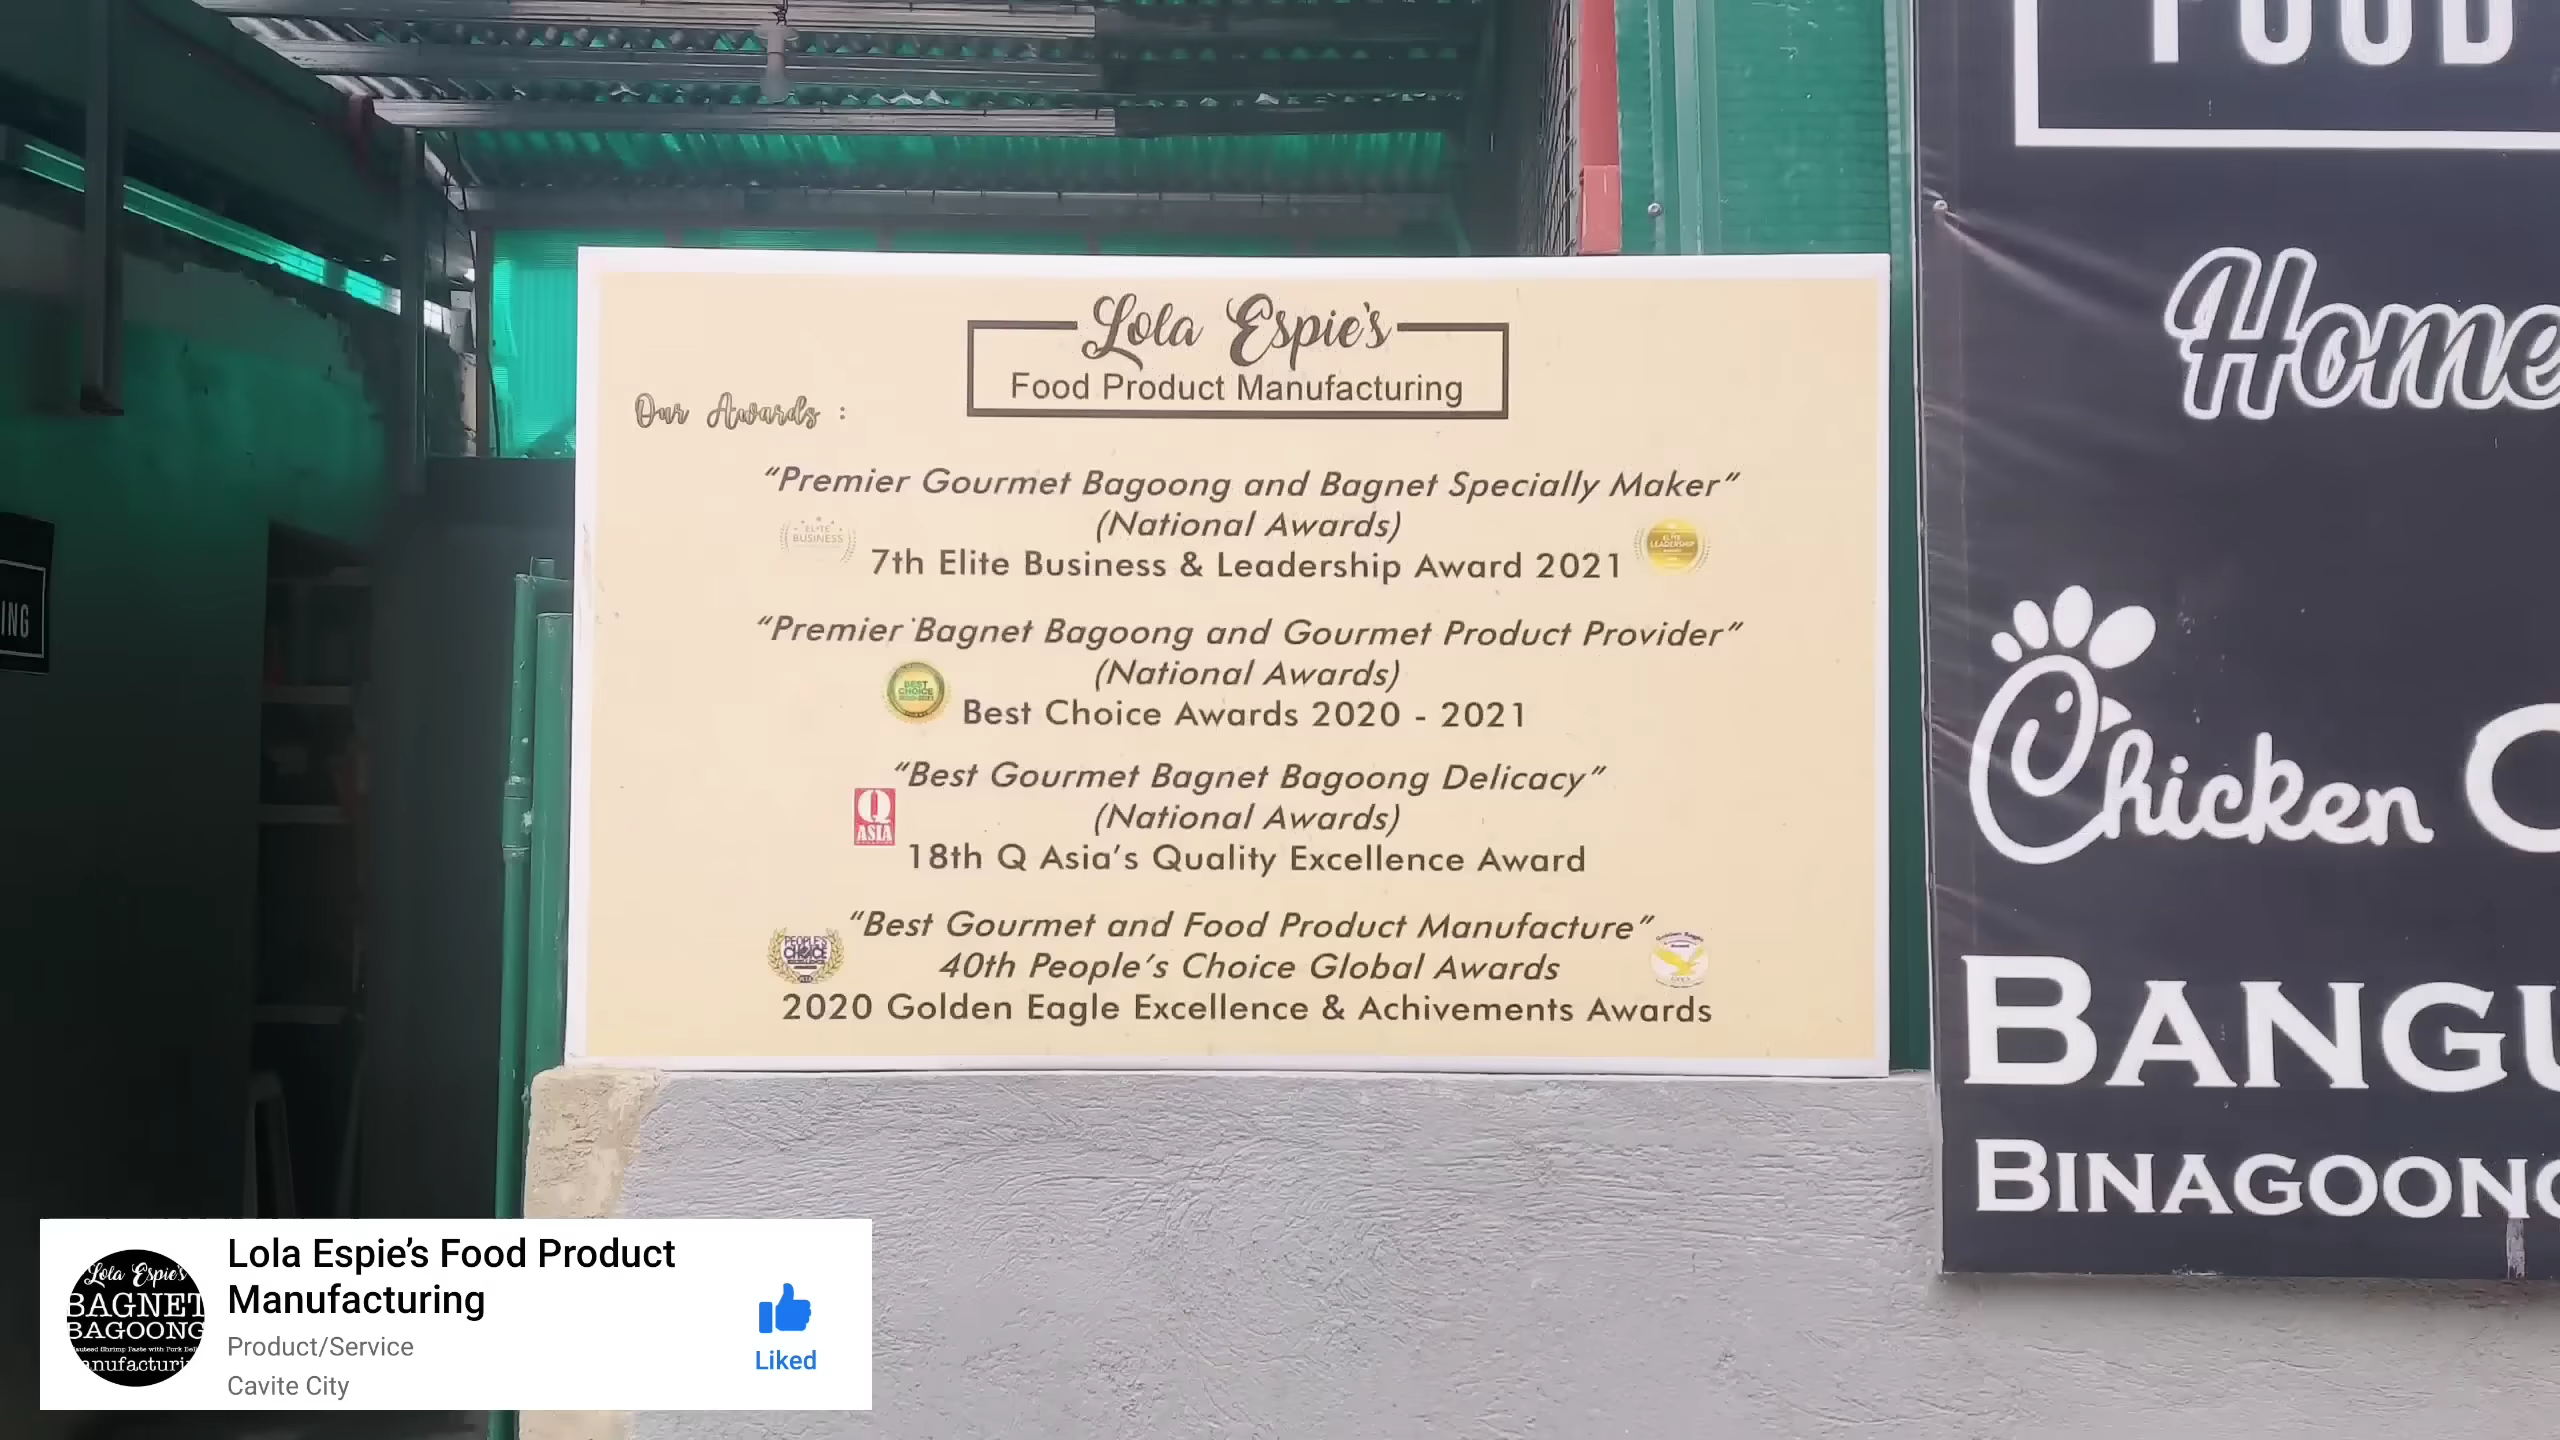 FOOD
Home
Lola Espie's
Food Product Manufacturing
Our Awards :
“Premier Gourmet Bagoong and Bagnet Specially Maker”
(National Awards)
ELITE
BUSINESS
LEADERSHIP
7th Elite Business & Leadership Award 2021
“Premier Bagnet Bagoong and Gourmet Product Provider”
(National Awards)
BEST
CHOICE
Best Choice Awards 2020 - 2021
“Best Gourmet Bagnet Bagoong Delicacy”
(National Awards)
Q
ASIA
18th Q Asia's Quality Excellence Award
“Best Gourmet and Food Product Manufacture”
PEOPLE'S
CHOICE
40th People's Choice Global Awards
2020 Golden Eagle Excellence & Achivements Awards
ING
Chicken
BANGU
BINAGOONG
Lola Espie’s Food Product
Manufacturing
Product/Service
Cavite City
Liked
Lola Espie's
BAGNET
BAGOONG